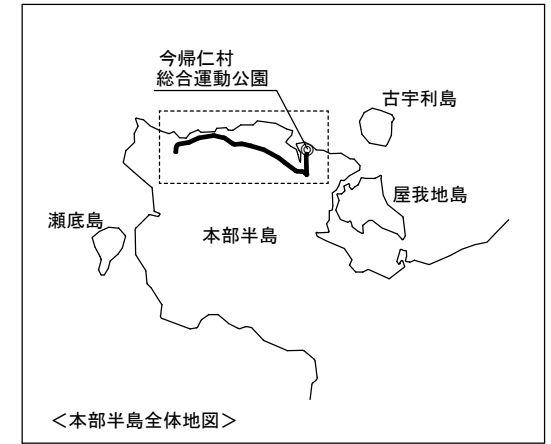 今帰仁村
総合運動公園
古宇利島
屋我地島
瀬底島
本部半島
＜本部半島全体地図＞